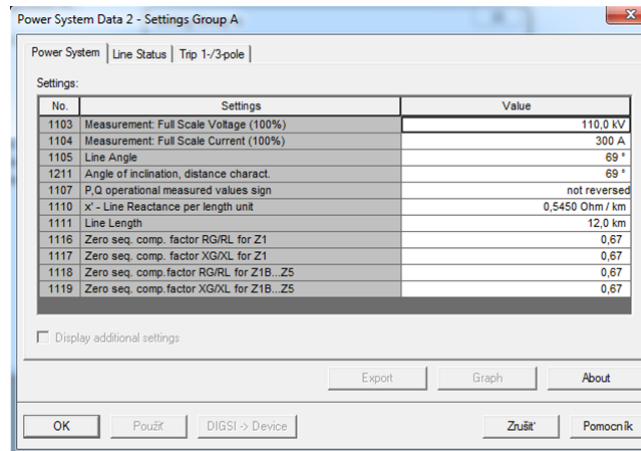 Power System Data 2 - Settings Group A
Power System Line Status Trip 1-/3-pole
Settings:
No. Settings Value
1103 Measurement: Full Scale Voltage (100%) 110,0 kV
1104 Measurement: Full Scale Current (100%) 300 A
1105 Line Angle 69 °
1211 Angle of inclination, distance charact. 69 °
1107 P,Q operational measured values sign not reversed
1110 x' - Line Reactance per length unit 0,5450 Ohm / km
1111 Line Length 12,0 km
1116 Zero seq. comp. factor RG/RL for Z1 0,67
1117 Zero seq. comp. factor XG/XL for Z1 0,67
1118 Zero seq. comp.factor RG/RL for Z1B...Z5 0,67
1119 Zero seq. comp.factor XG/XL for Z1B...Z5 0,67
Display additional settings
Export Graph About
OK Použiť DIGSI -> Device Zrušiť Pomocník